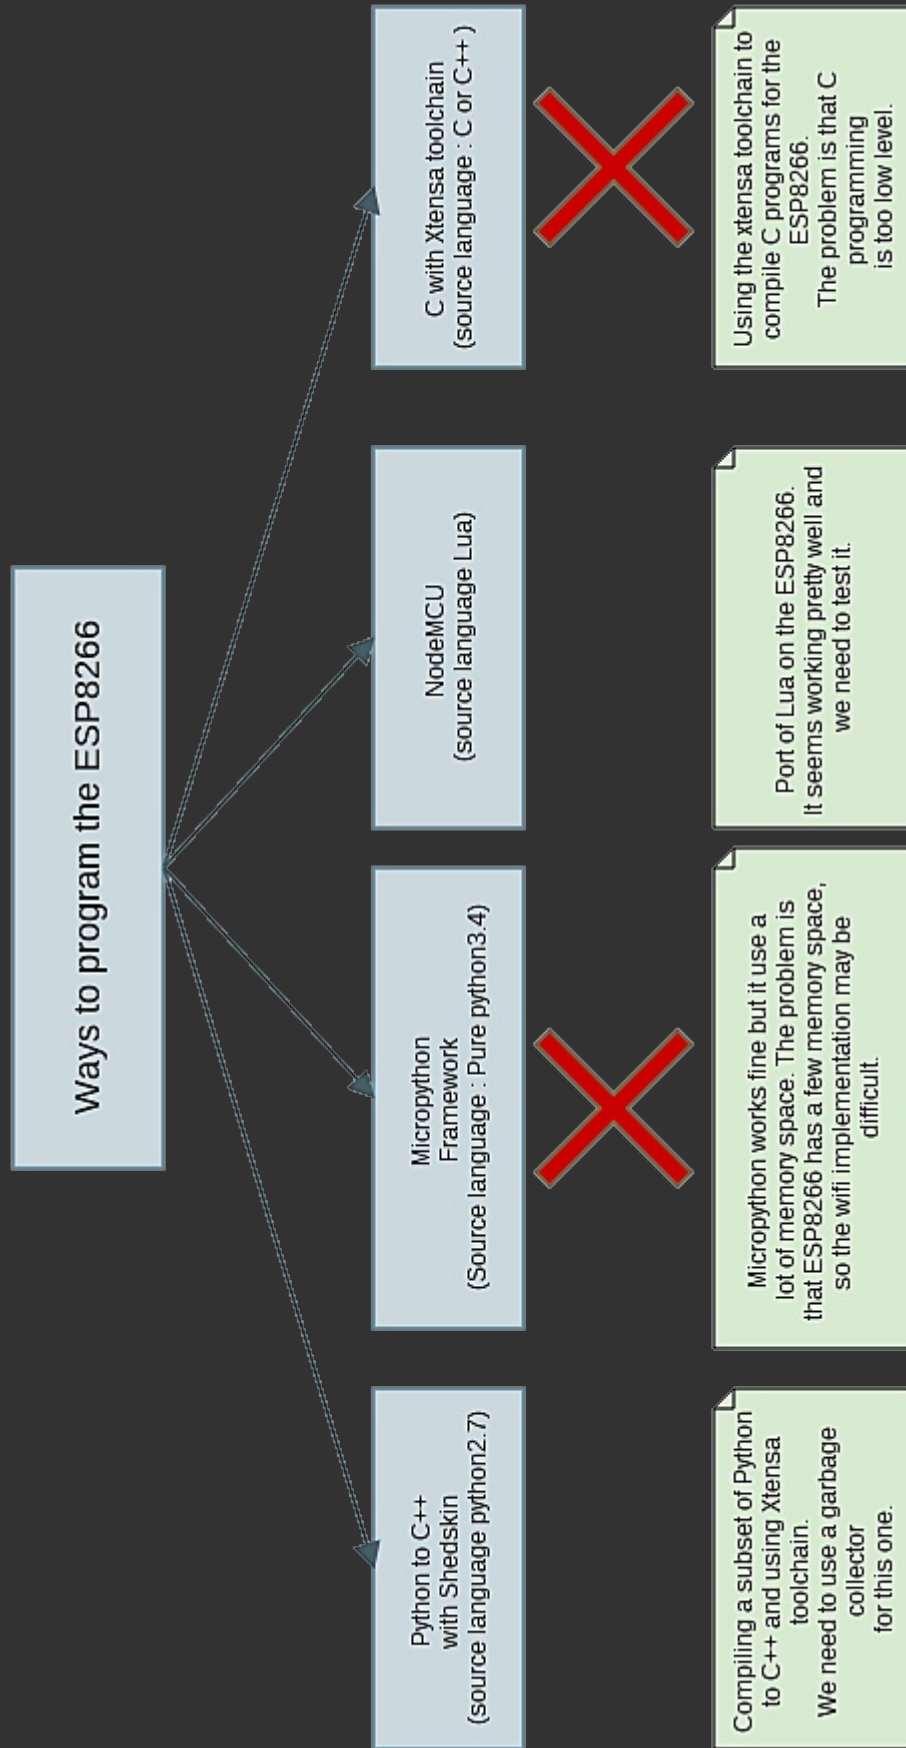 Ways to program the ESP8266
Python to C++
with Shedskin
(source language python2.7)
Micropython
Framework
(Source language : Pure python3.4)
NodeMCU
(source language Lua)
C with Xtensa toolchain
(source language : C or C++ )
Compiling a subset of Python
to C++ and using Xtensa
toolchain.
We need to use a garbage
collector
for this one.
Micropython works fine but it use a
lot of memory space. The problem is
that ESP8266 has a few memory space,
so the wifi implementation may be
difficult.
Port of Lua on the ESP8266.
It seems working pretty well and
we need to test it.
Using the xtensa toolchain to
compile C programs for the
ESP8266.
The problem is that C
programming
is too low level.